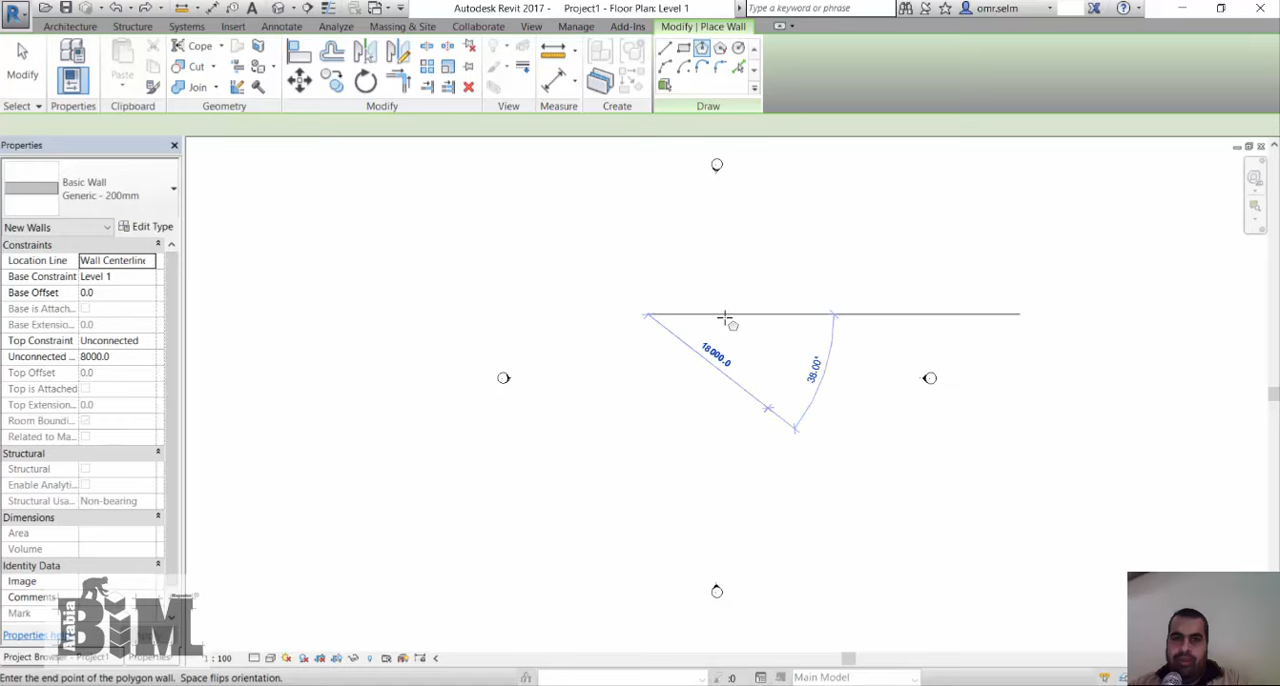 Autodesk Revit 2017 - Project1 - Floor Plan: Level 1
Type a keyword or phrase
omr.selm
Architecture Structure Systems Insert Annotate Analyze Massing & Site Collaborate View Manage Add-Ins Modify | Place Wall
Modify
Properties
Paste
Cope
Cut
Join
Select Properties Clipboard Geometry Modify View Measure Create Draw
Properties
Basic Wall
Generic - 200mm
New Walls
Edit Type
Constraints
Location Line Wall Centerline
Base Constraint Level 1
Base Offset 0.0
Base is Attach...
Base Extensio... 0.0
Top Constraint Unconnected
Unconnected ... 8000.0
Top Offset 0.0
Top is Attached
Top Extension... 0.0
Room Boundi...
Related to Ma...
Structural
Structural
Enable Analyti...
Structural Usa... Non-bearing
Dimensions
Area
Volume
Identity Data
Image
Comments
Mark
18000.0
38.00°
Arabia
BiM
Project Browser - Project1
Properties
1 : 100
Enter the end point of the polygon wall. Space flips orientation.
:0
Main Model